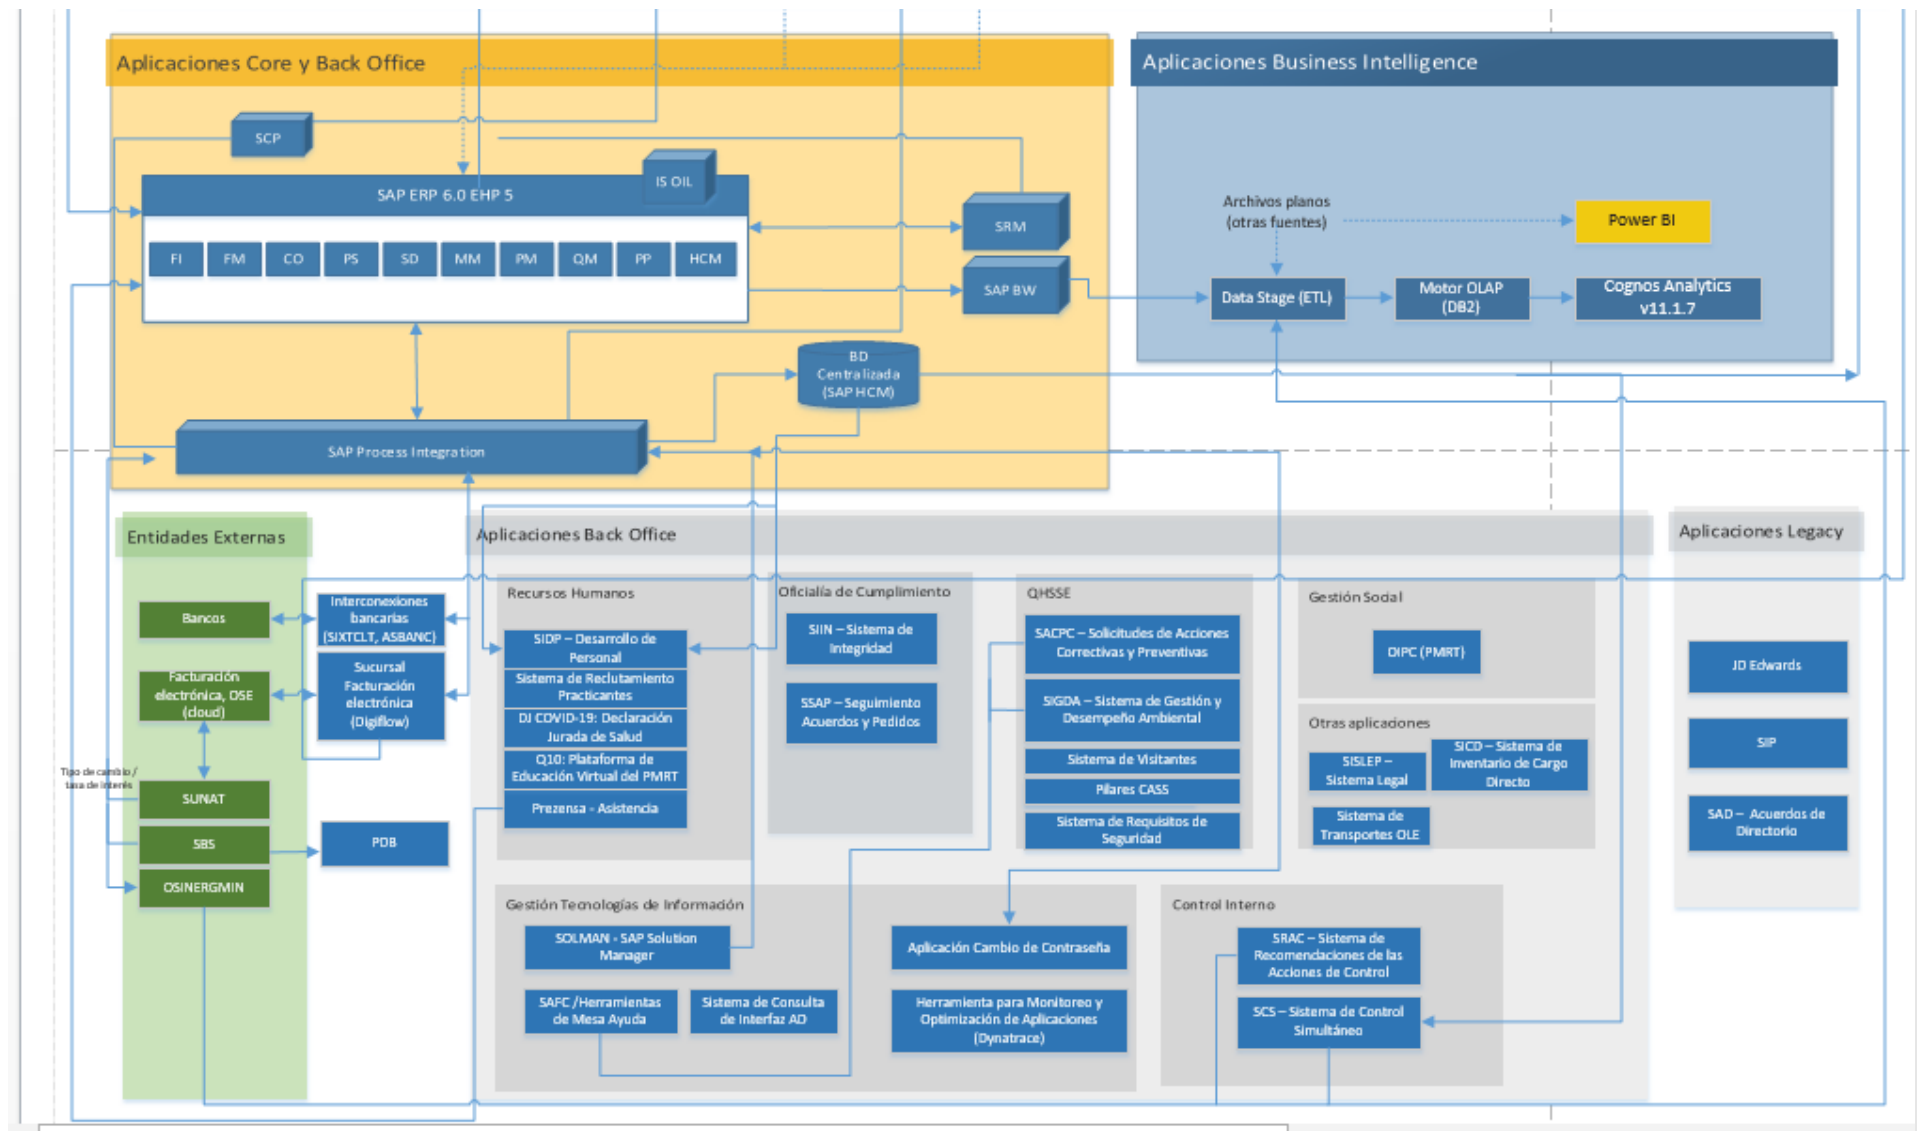 Aplicaciones Core y Back Office
SCP
IS OIL
SAP ERP 6.0 EHP 5
FI
FM
CO
PS
SD
MM
PM
QM
PP
HCM
SRM
SAP BW
BD
Centralizada
(SAP HCM)
SAP Process Integration
Aplicaciones Business Intelligence
Archivos planos
(otras fuentes)
Power BI
Data Stage (ETL)
Motor OLAP
(DB2)
Cognos Analytics
v11.1.7
Entidades Externas
Bancos
Facturación
electrónica, OSE
(cloud)
Tipo de cambio /
tasa de interés
SUNAT
SBS
OSINERGMIN
Interconexiones
bancarias
(SIXTCLT, ASBANC)
Sucursal
Facturación
electrónica
(Digiflow)
PDB
Aplicaciones Back Office
Recursos Humanos
SIDP – Desarrollo de
Personal
Sistema de Reclutamiento
Practicantes
DJ COVID-19: Declaración
Jurada de Salud
Q10: Plataforma de
Educación Virtual del PMRT
Prezensa - Asistencia
Oficialía de Cumplimiento
SIIN – Sistema de
Integridad
SSAP – Seguimiento
Acuerdos y Pedidos
QHSSE
SACPC – Solicitudes de Acciones
Correctivas y Preventivas
SIGDA – Sistema de Gestión y
Desempeño Ambiental
Sistema de Visitantes
Pilares CASS
Sistema de Requisitos de
Seguridad
Gestión Social
DIPC (PMRT)
Otras aplicaciones
SISLEP –
Sistema Legal
SICD – Sistema de
Inventario de Cargo
Directo
Sistema de
Transportes OLE
Gestión Tecnologías de Información
SOLMAN - SAP Solution
Manager
SAFC /Herramientas
de Mesa Ayuda
Sistema de Consulta
de Interfaz AD
Aplicación Cambio de Contraseña
Herramienta para Monitoreo y
Optimización de Aplicaciones
(Dynatrace)
Control Interno
SRAC – Sistema de
Recomendaciones de las
Acciones de Control
SCS – Sistema de Control
Simultáneo
Aplicaciones Legacy
JD Edwards
SIP
SAD – Acuerdos de
Directorio